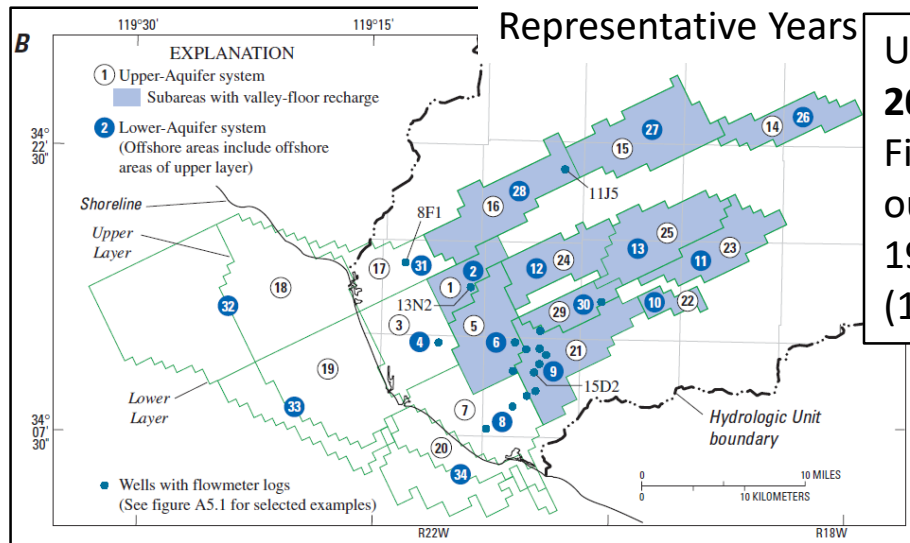 Representative Years
B
119°30'
119°15'
EXPLANATION
1 Upper-Aquifer system
Subareas with valley-floor recharge
2 Lower-Aquifer system
(Offshore areas include offshore
areas of upper layer)
34°
22'
30"
Shoreline
Upper
Layer
Lower
Layer
8F1
11J5
13N2
15D2
14
26
27
15
28
16
17
31
2
1
12
24
13
25
11
23
18
32
3
4
5
6
29
30
10
22
21
9
19
33
7
8
20
34
34°
07'
30"
Hydrologic Unit
boundary
Wells with flowmeter logs
(See figure A5.1 for selected examples)
0 10 MILES
0 10 KILOMETERS
R22W
R18W
U
20
Fi
ou
19
(1